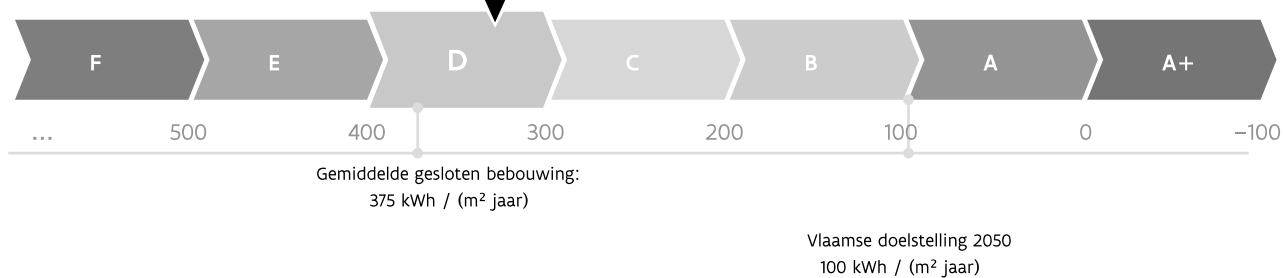 F E D C B A A+
... 500 400 300 200 100 0 −100
Gemiddelde gesloten bebouwing:
375 kWh / (m² jaar)
Vlaamse doelstelling 2050
100 kWh / (m² jaar)